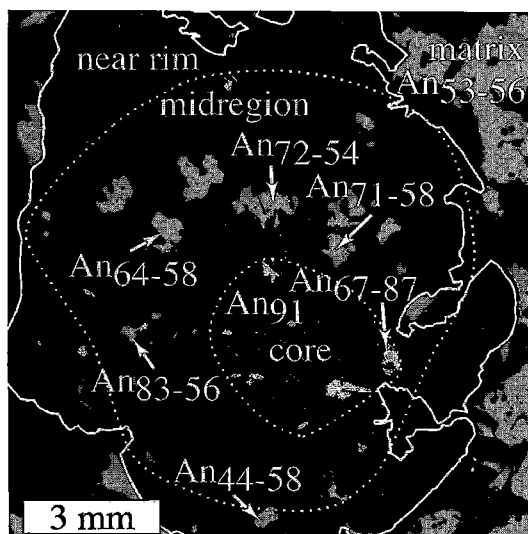 near rim
matrix
An53-56
midregion
An72-54
An71-58
An64-58
An67-87
An91
core
An83-56
An44-58
3 mm